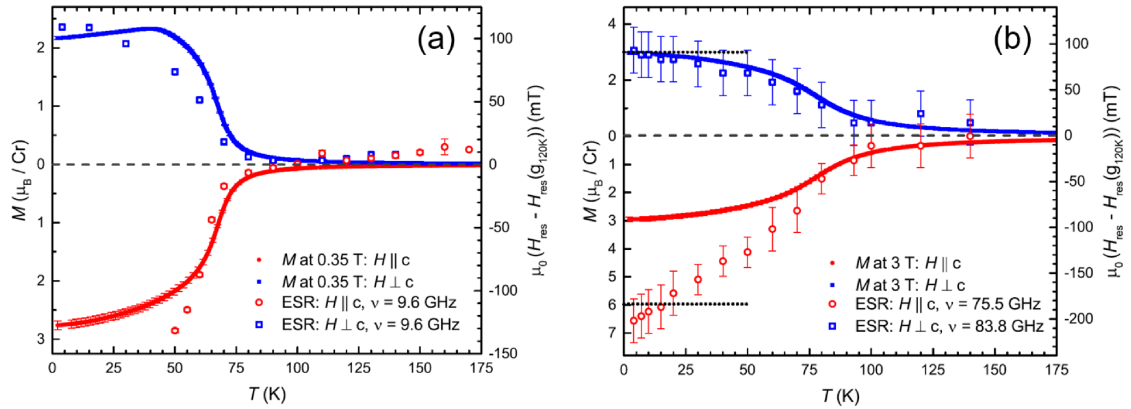 (a)
2
1
0
1
2
3
M (μB / Cr)
100
50
0
-50
-100
-150
μ0 (Hres - Hres(g120K)) (mT)
M at 0.35 T: H || c
M at 0.35 T: H ⊥ c
ESR: H || c, ν = 9.6 GHz
ESR: H ⊥ c, ν = 9.6 GHz
0 25 50 75 100 125 150 175
T (K)
(b)
4
3
2
1
0
1
2
3
4
5
6
7
M (μB / Cr)
100
50
0
-50
-100
-150
-200
μ0 (Hres - Hres(g120K)) (mT)
M at 3 T: H || c
M at 3 T: H ⊥ c
ESR: H || c, ν = 75.5 GHz
ESR: H ⊥ c, ν = 83.8 GHz
0 25 50 75 100 125 150 175
T (K)